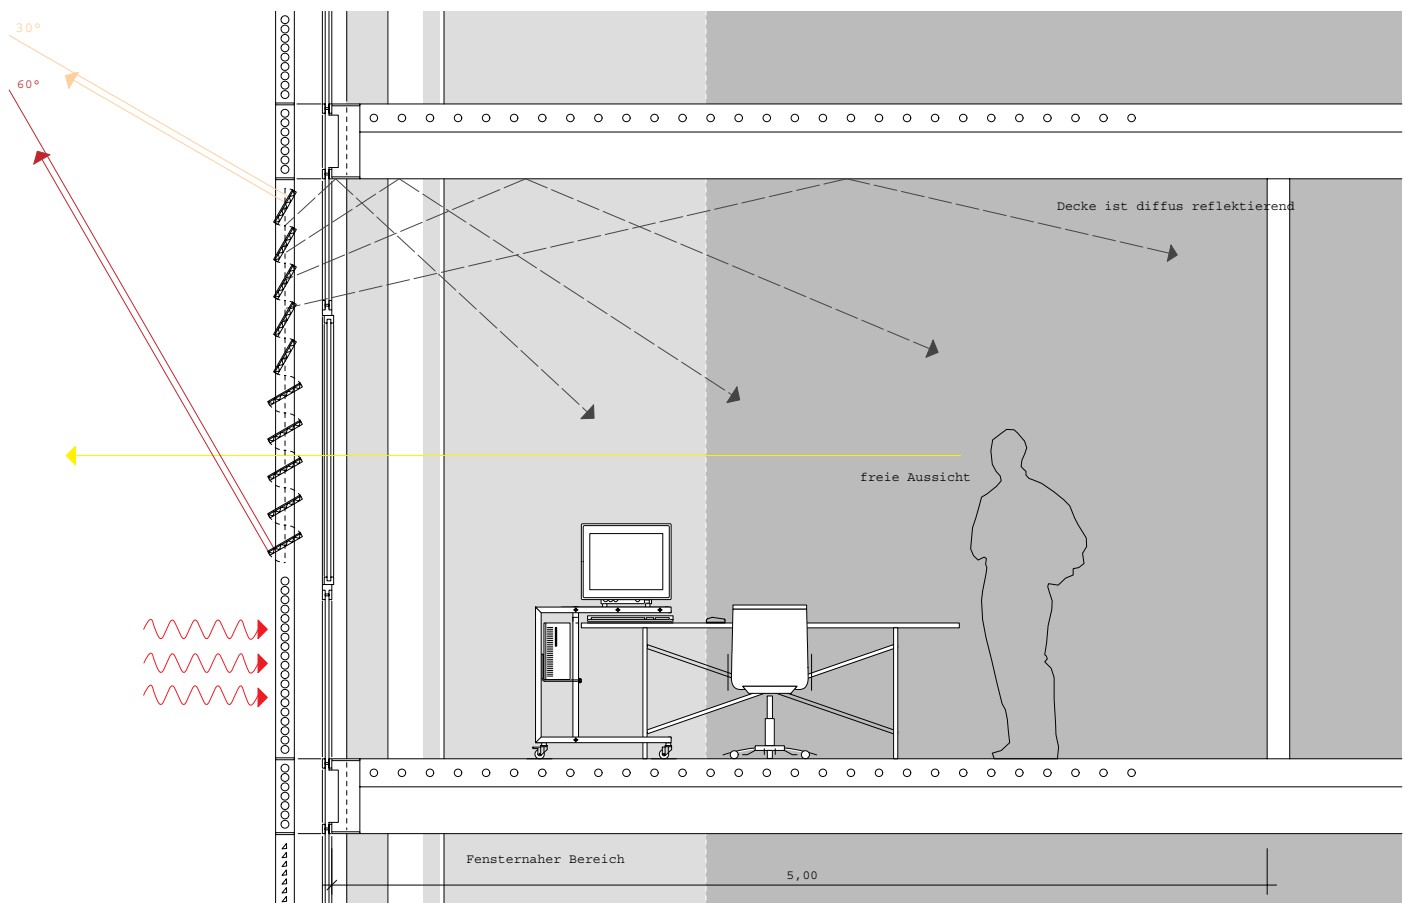 30°
60°
Decke ist diffus reflektierend
freie Aussicht
Fensternaher Bereich
5,00